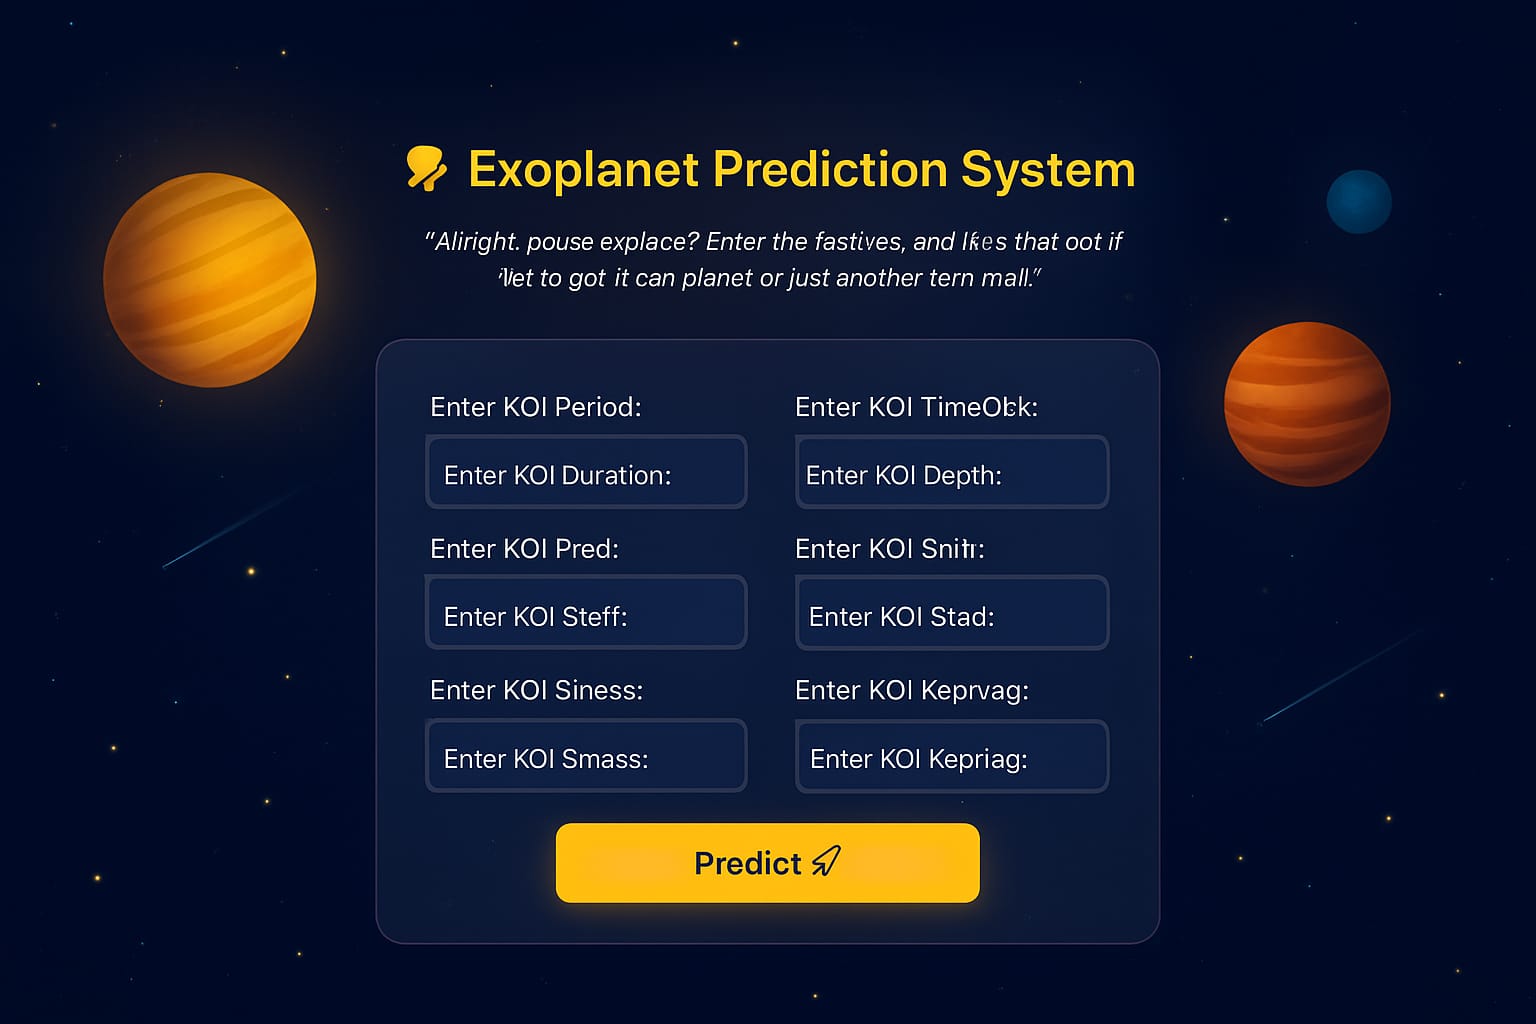 Exoplanet Prediction System
"Aliright. pouse explace? Enter the fastives, and lkes that oot if
get to got it can planet or just another tern mall."
Enter KOI Period: Enter KOI TimeObk:
Enter KOI Duration: Enter KOI Depth:
Enter KOI Pred: Enter KOI Snitr:
Enter KOI Steff: Enter KOI Stad:
Enter KOI Siness: Enter KOI Keprvag:
Enter KOI Smass: Enter KOI Kepriag:
Predict